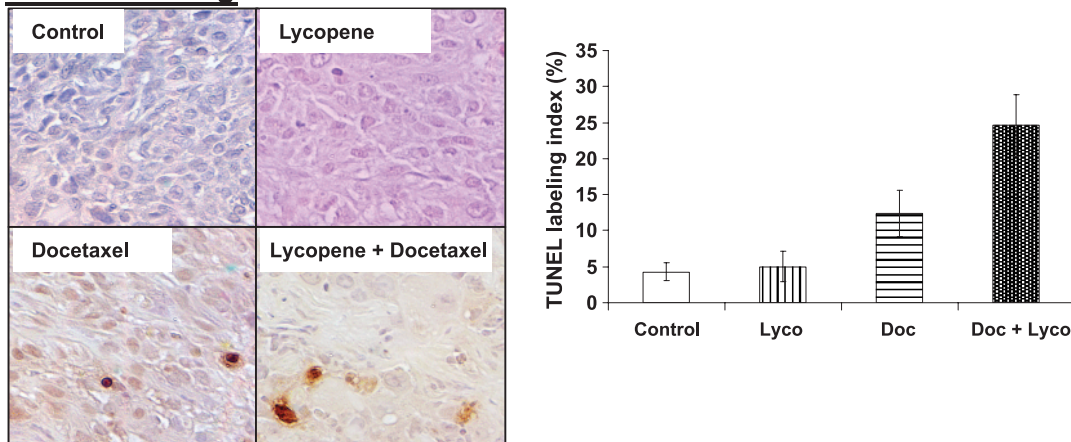 Control
Lycopene
Docetaxel
Lycopene + Docetaxel
TUNEL labeling index (%)
35
30
25
20
15
10
5
0
Control
Lyco
Doc
Doc + Lyco